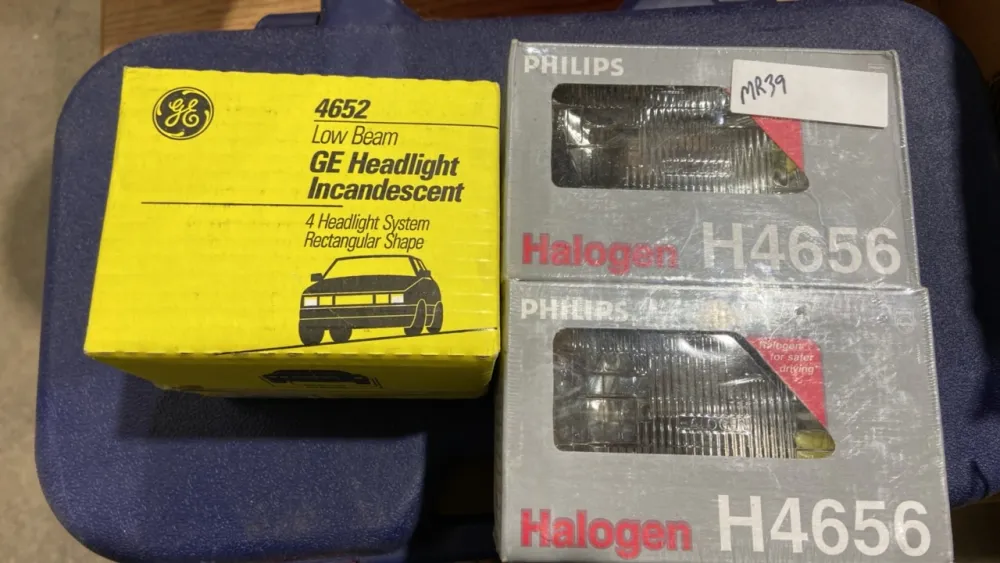 GE
4652
Low Beam
GE Headlight
Incandescent
4 Headlight System
Rectangular Shape
PHILIPS
MR39
Halogen H4656
PHILIPS
Halogen
for safer
driving
Halogen H4656